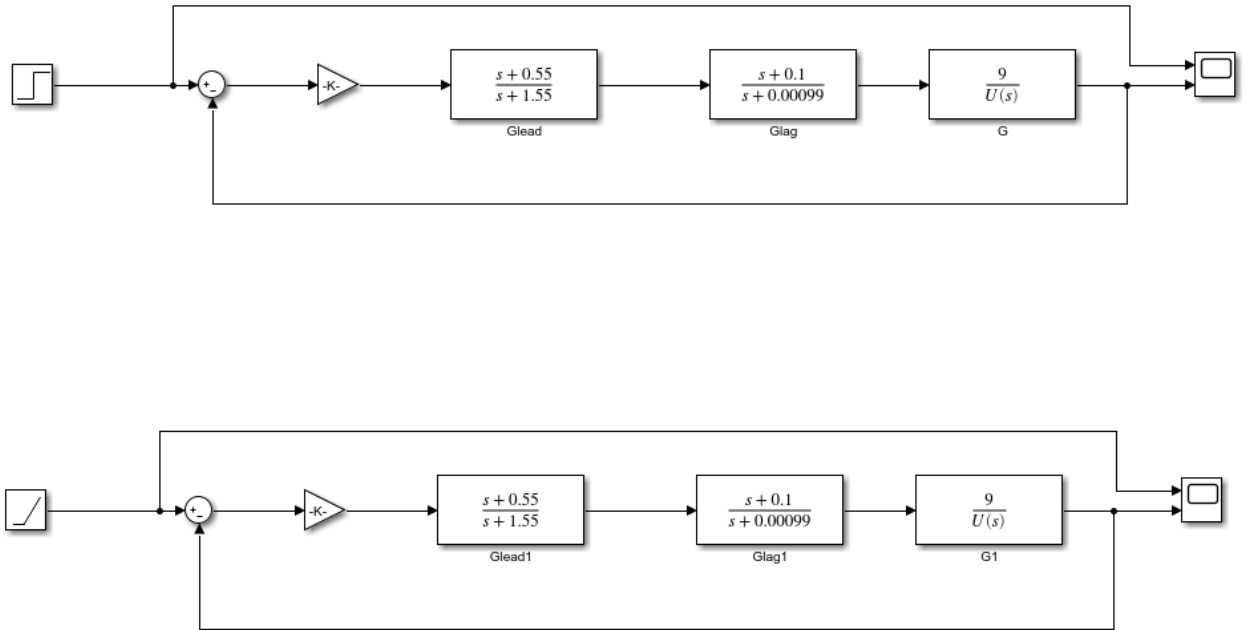 +
-
-K-
s + 0.55
s + 1.55
Glead
s + 0.1
s + 0.00099
Glag
9
U(s)
G
+
-
-K-
s + 0.55
s + 1.55
Glead1
s + 0.1
s + 0.00099
Glag1
9
U(s)
G1